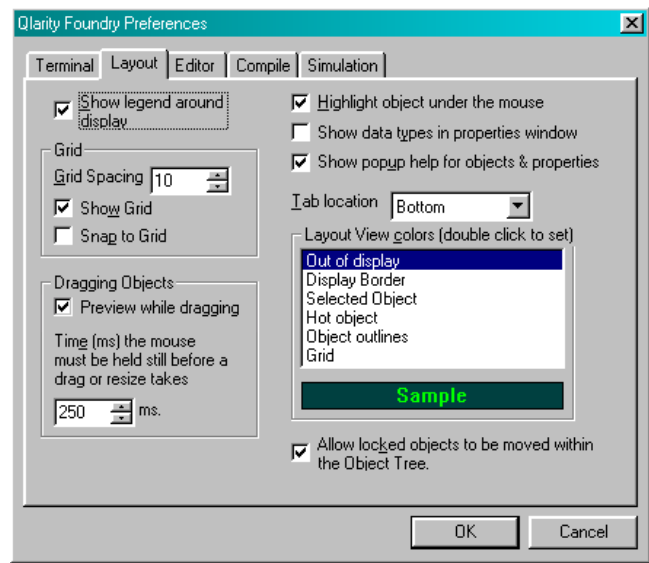 Qlarity Foundry Preferences
Terminal
Layout
Editor
Compile
Simulation
Show legend around
display
Grid
Grid Spacing 10
Show Grid
Snap to Grid
Dragging Objects
Preview while dragging
Time (ms) the mouse
must be held still before a
drag or resize takes
250 ms.
Highlight object under the mouse
Show data types in properties window
Show popup help for objects & properties
Tab location Bottom
Layout View colors (double click to set)
Out of display
Display Border
Selected Object
Hot object
Object outlines
Grid
Sample
Allow locked objects to be moved within
the Object Tree.
OK
Cancel